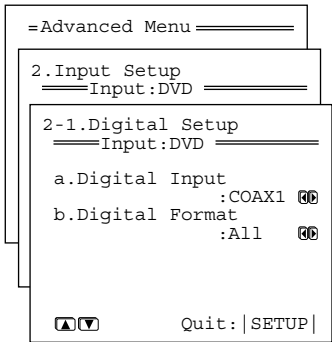 =Advanced Menu
2.Input Setup
Input:DVD
2-1.Digital Setup
Input:DVD
a.Digital Input
:COAX1
b.Digital Format
:All
Quit:|SETUP|